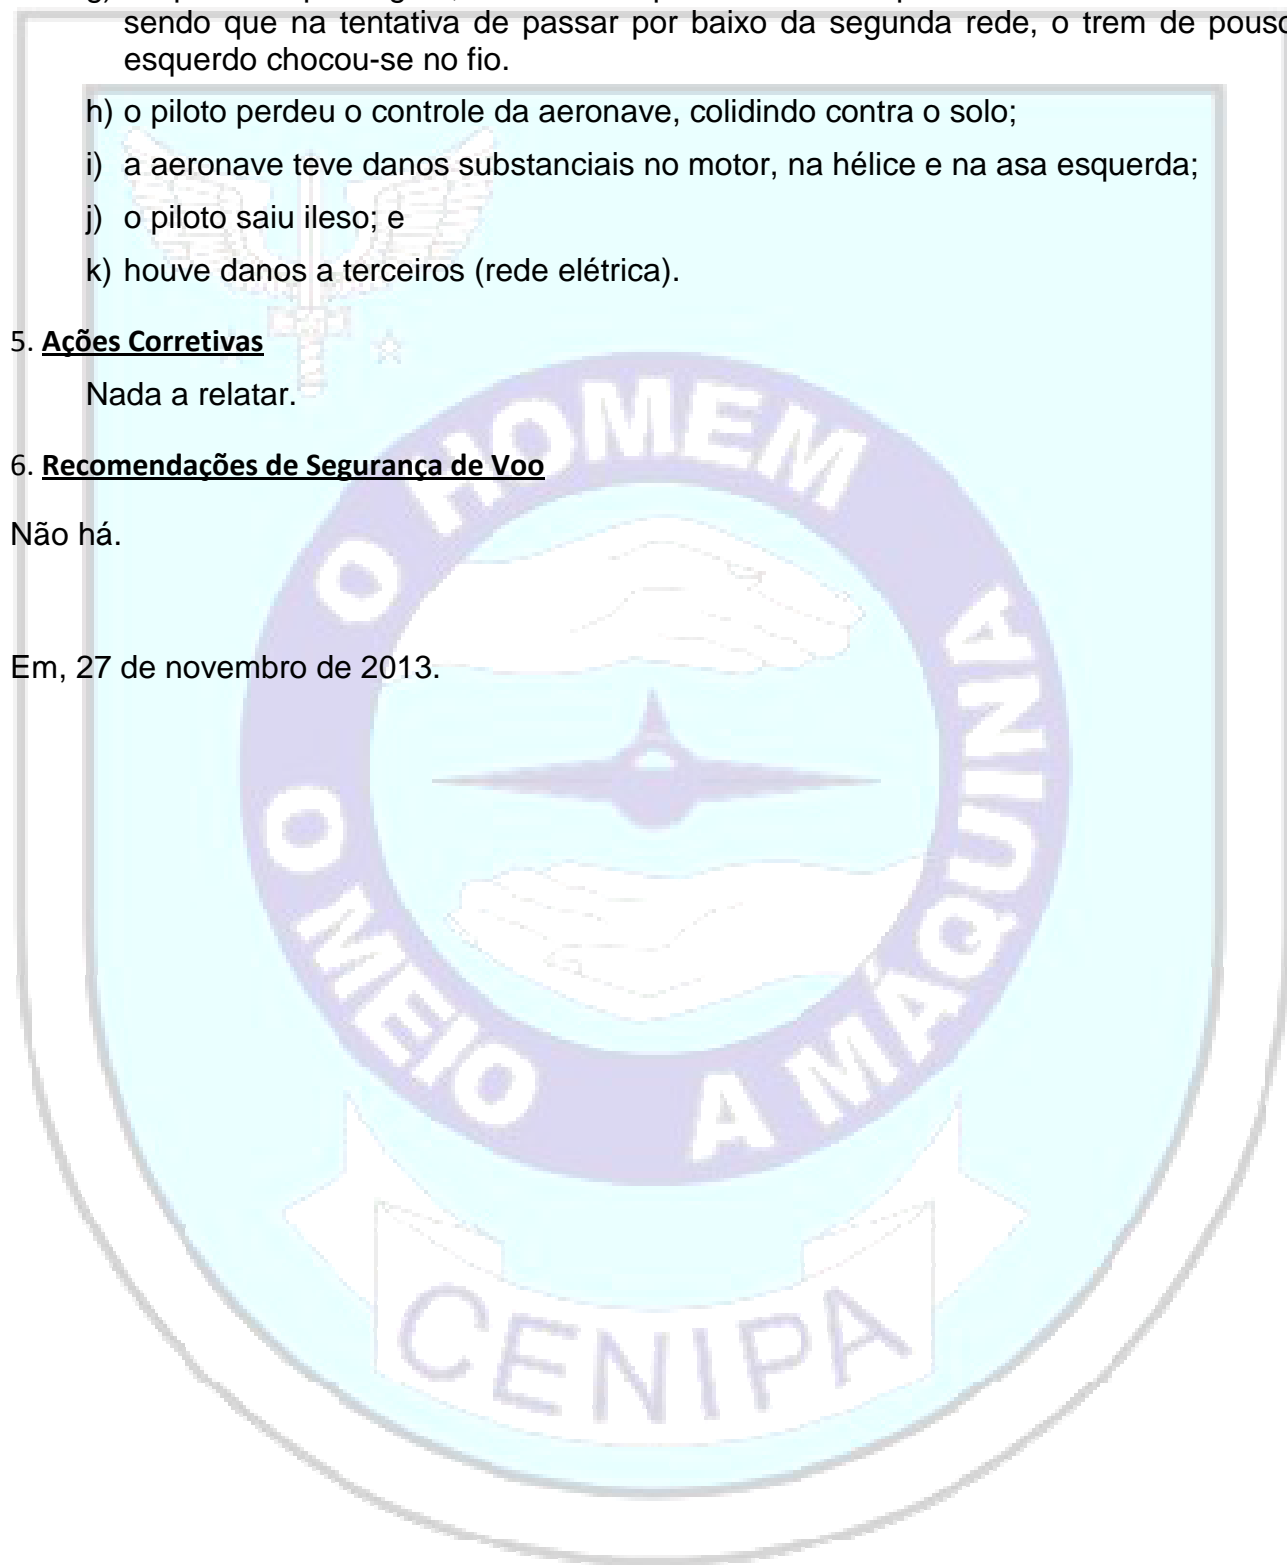 sendo que na tentativa de passar por baixo da segunda rede, o trem de pouso
esquerdo chocou-se no fio.
h) o piloto perdeu o controle da aeronave, colidindo contra o solo;
i) a aeronave teve danos substanciais no motor, na hélice e na asa esquerda;
j) o piloto saiu ileso; e
k) houve danos a terceiros (rede elétrica).
5. Ações Corretivas
Nada a relatar.
6. Recomendações de Segurança de Voo
Não há.
Em, 27 de novembro de 2013.
O HOMEM
A MÁQUINA
O MEIO
CENIPA